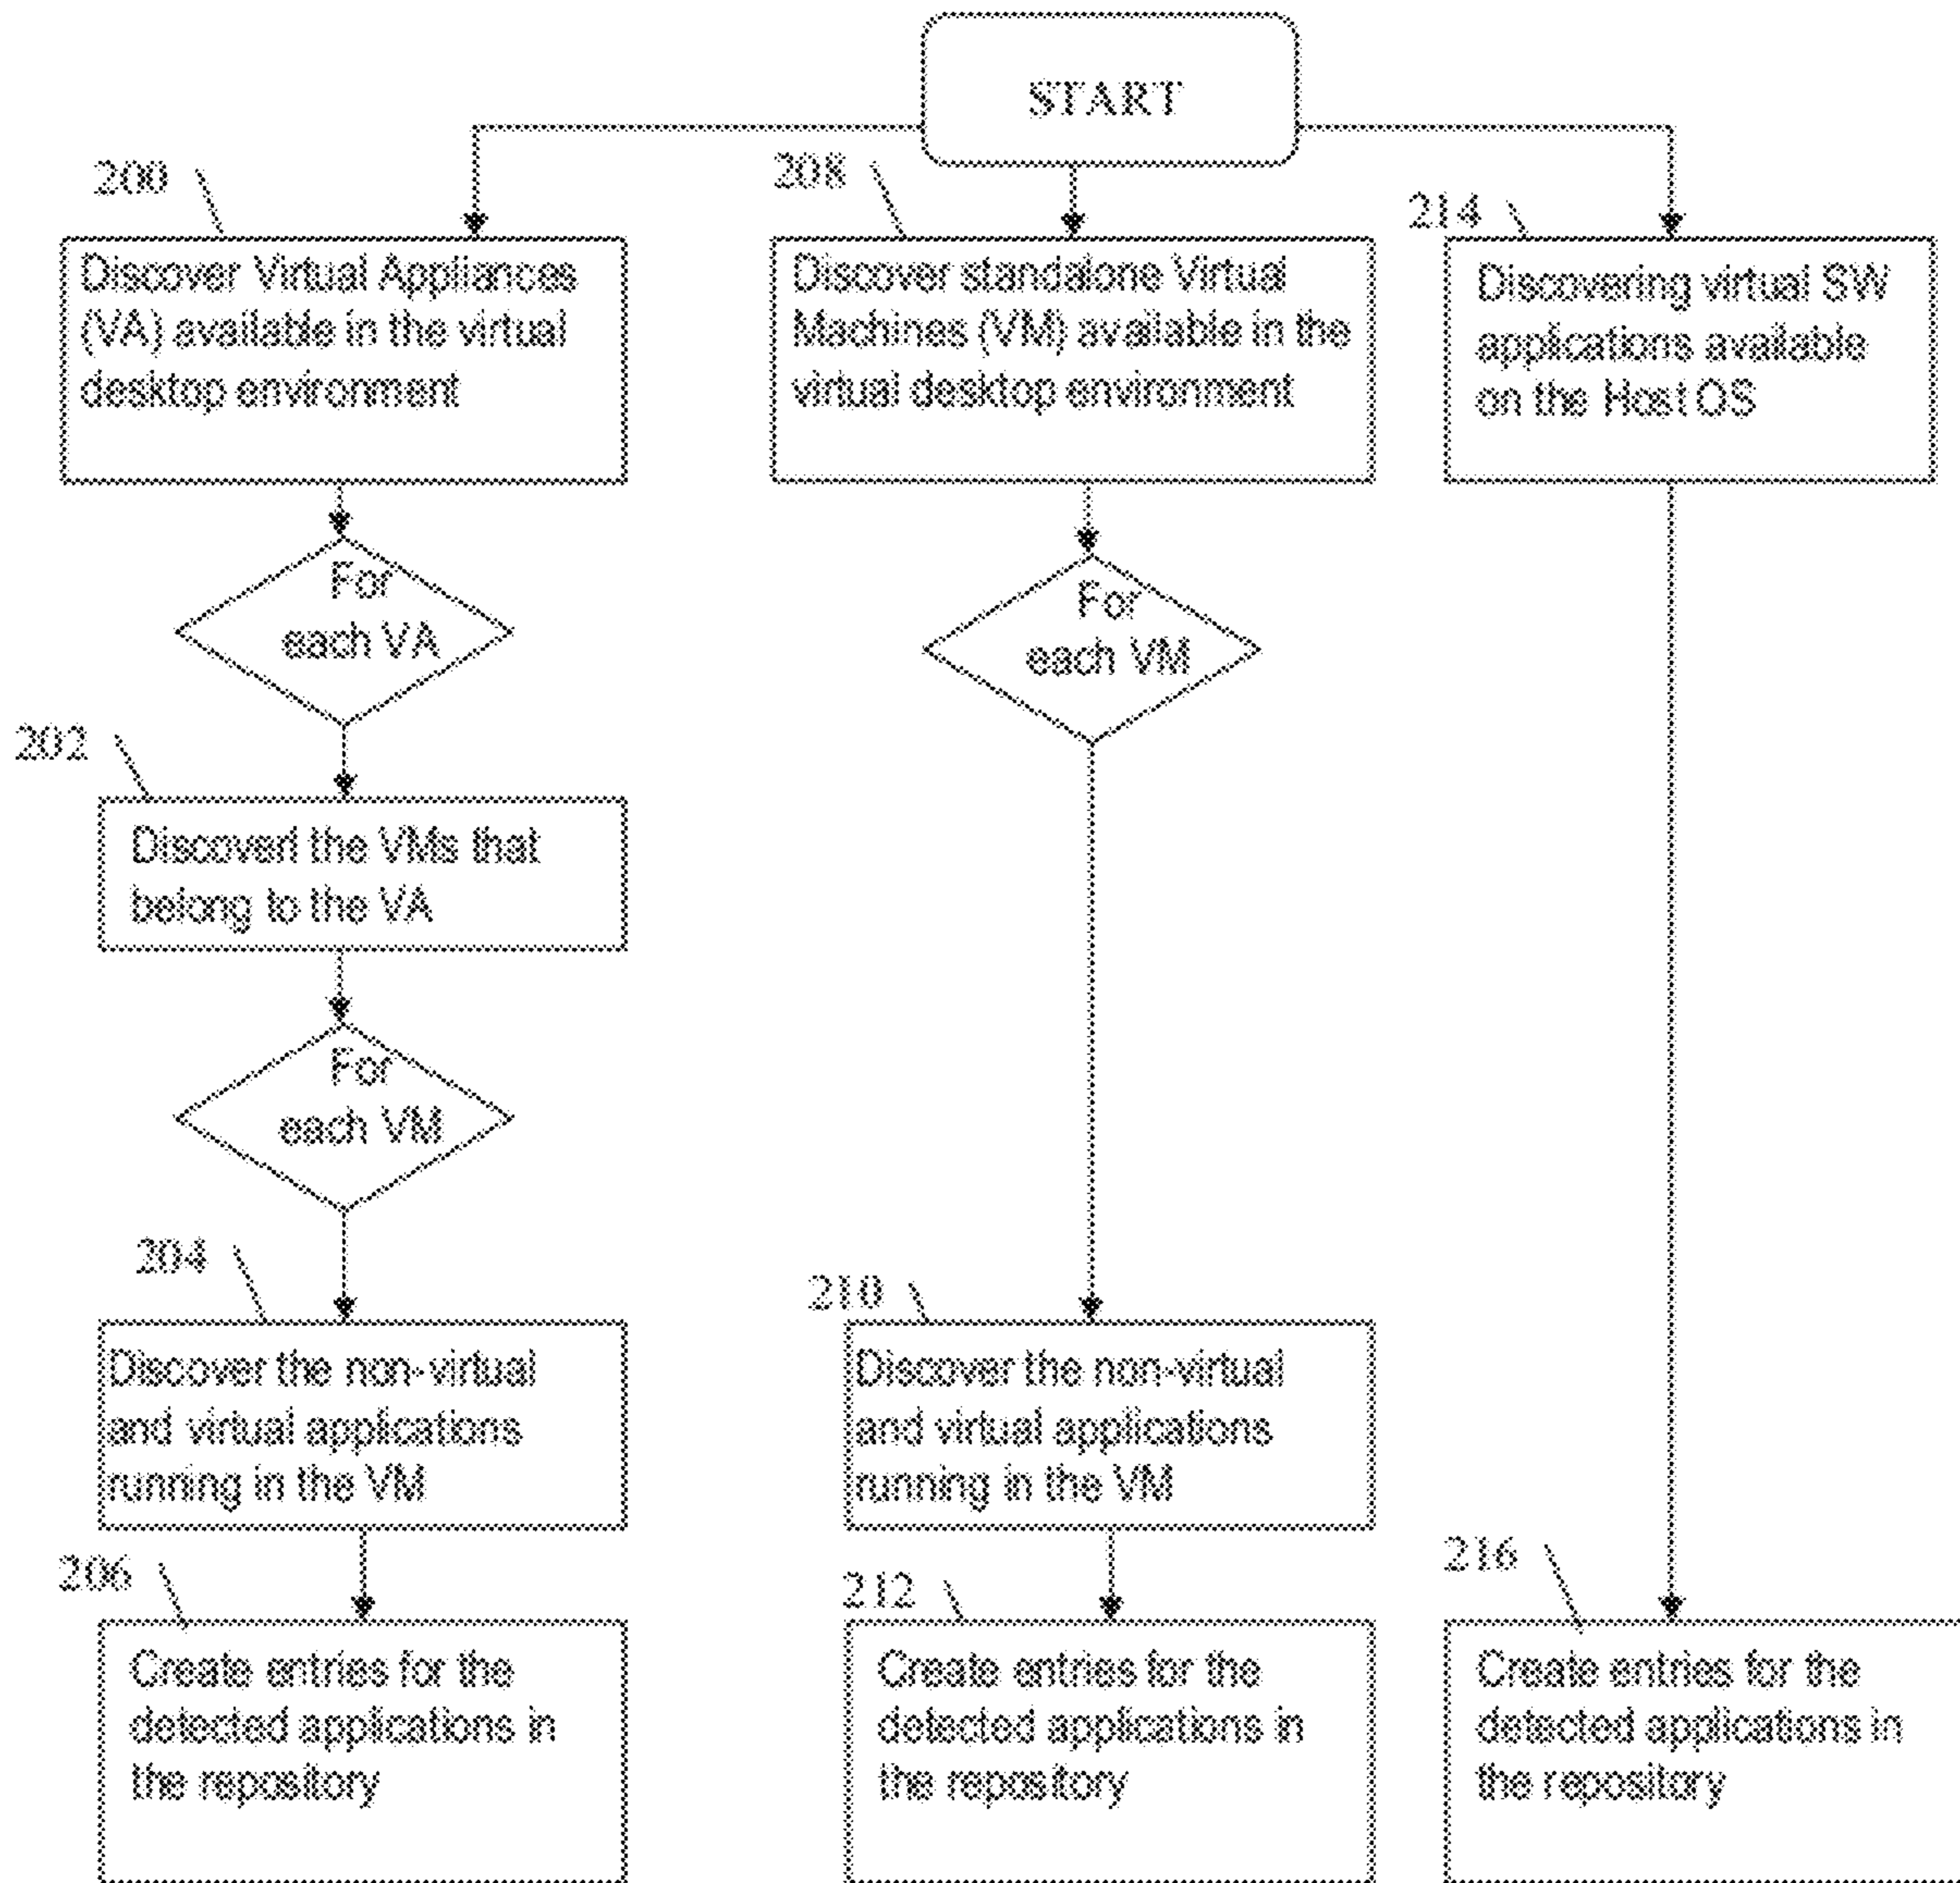 START
200
Discover Virtual Appliances
(VA) available in the virtual
desktop environment
208
Discover standalone Virtual
Machines (VM) available in the
virtual desktop environment
214
Discovering virtual SW
applications available
on the Host OS
For
each VA
For
each VM
202
Discoverl the VMs that
belong to the VA
For
each VM
204
Discover the non-virtual
and virtual applications
running in the VM
210
Discover the non-virtual
and virtual applications
running in the VM
206
Create entries for the
detected applications in
the repository
212
Create entries for the
detected applications in
the repository
216
Create entries for the
detected applications in
the repository